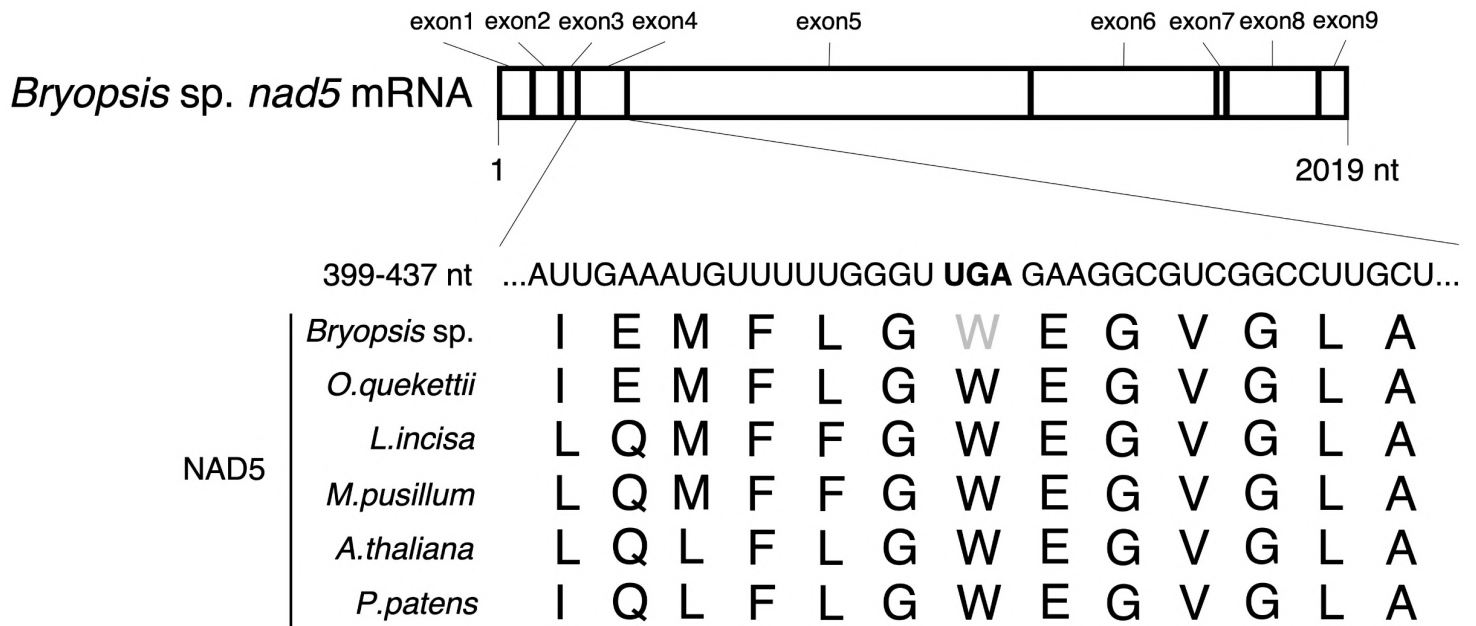 exon1 exon2 exon3 exon4 exon5 exon6 exon7 exon8 exon9
Bryopsis sp. nad5 mRNA
1 2019 nt
399-437 nt ...AUUGAAAUGUUUUUGGGU UGA GAAGGCGUCGGCCUUGCU...
Bryopsis sp. I E M F L G W E G V G L A
O.quekettii I E M F L G W E G V G L A
L.incisa L Q M F F G W E G V G L A
NAD5
M.pusillum L Q M F F G W E G V G L A
A.thaliana L Q L F L G W E G V G L A
P.patens I Q L F L G W E G V G L A